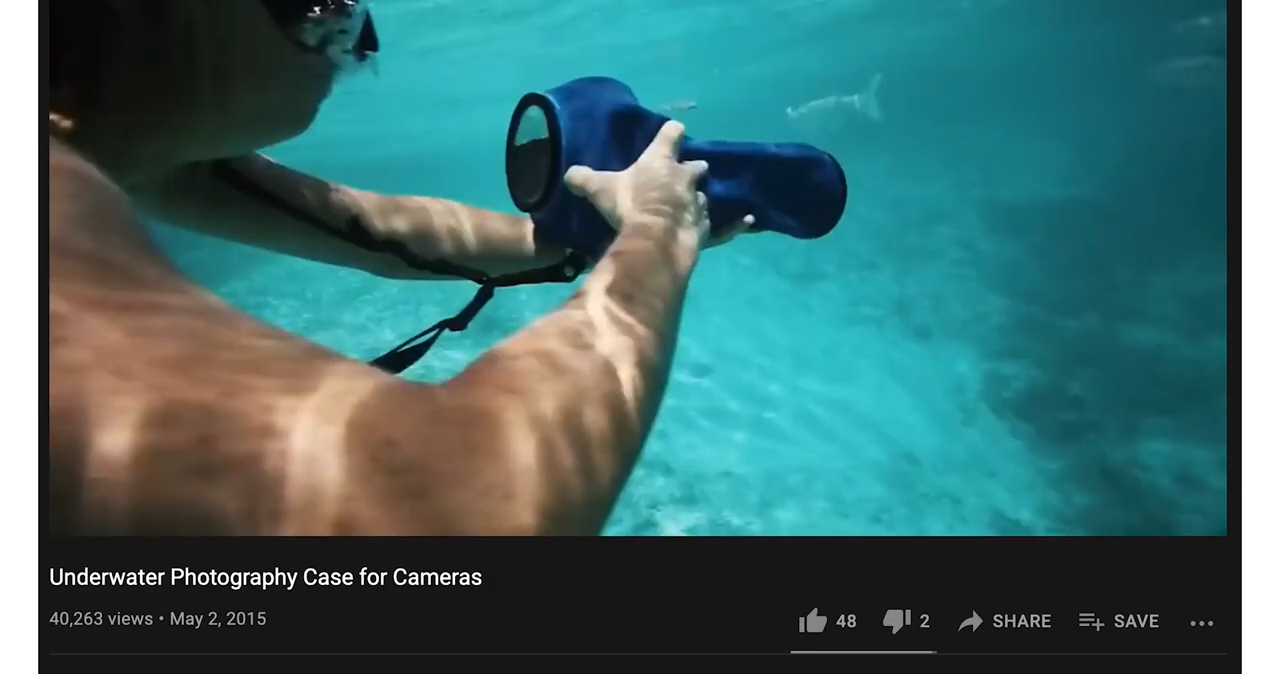 Underwater Photography Case for Cameras
40,263 views • May 2, 2015
48 2 SHARE SAVE